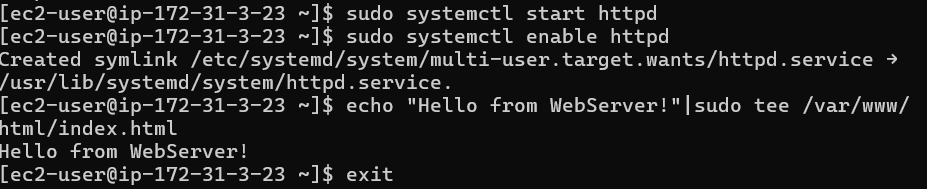 [ec2-user@ip-172-31-3-23 ~]$ sudo systemctl start httpd
[ec2-user@ip-172-31-3-23 ~]$ sudo systemctl enable httpd
Created symlink /etc/systemd/system/multi-user.target.wants/httpd.service →
/usr/lib/systemd/system/httpd.service.
[ec2-user@ip-172-31-3-23 ~]$ echo "Hello from WebServer!"|sudo tee /var/www/
html/index.html
Hello from WebServer!
[ec2-user@ip-172-31-3-23 ~]$ exit